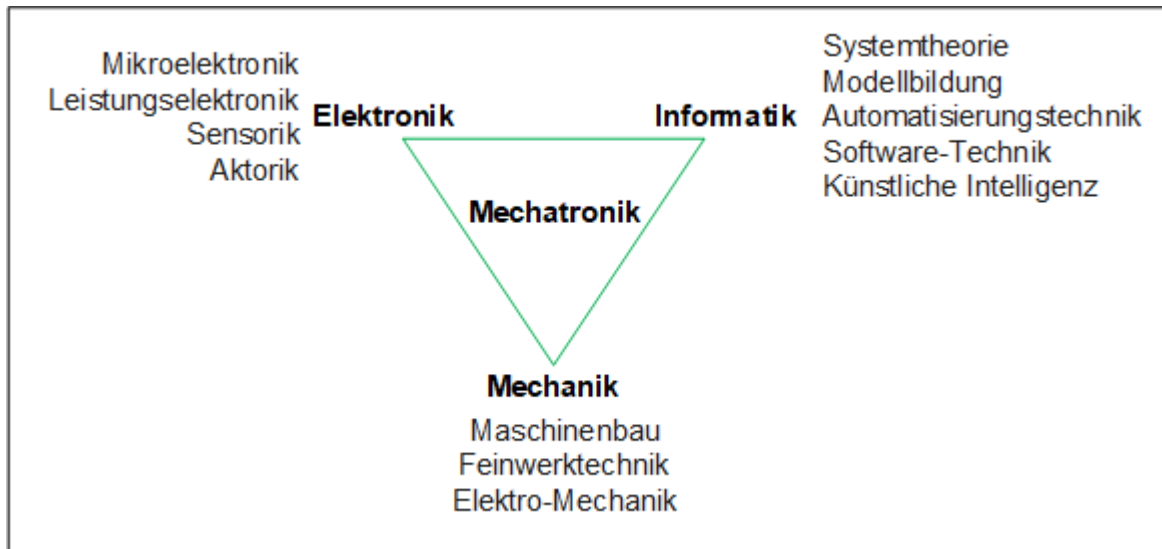 Mikroelektronik
Leistungselektronik
Sensorik
Aktorik
Elektronik
Informatik
Systemtheorie
Modellbildung
Automatisierungstechnik
Software-Technik
Künstliche Intelligenz
Mechatronik
Mechanik
Maschinenbau
Feinwerktechnik
Elektro-Mechanik